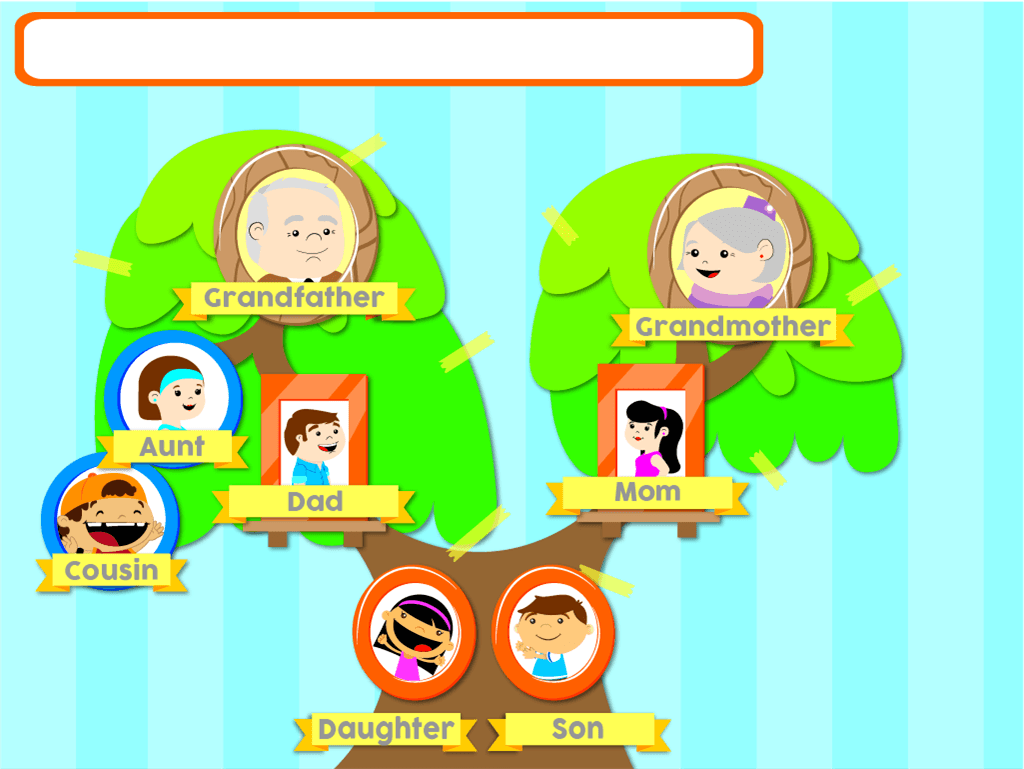 Grandfather
Grandmother
Aunt
Dad
Mom
Cousin
Daughter
Son